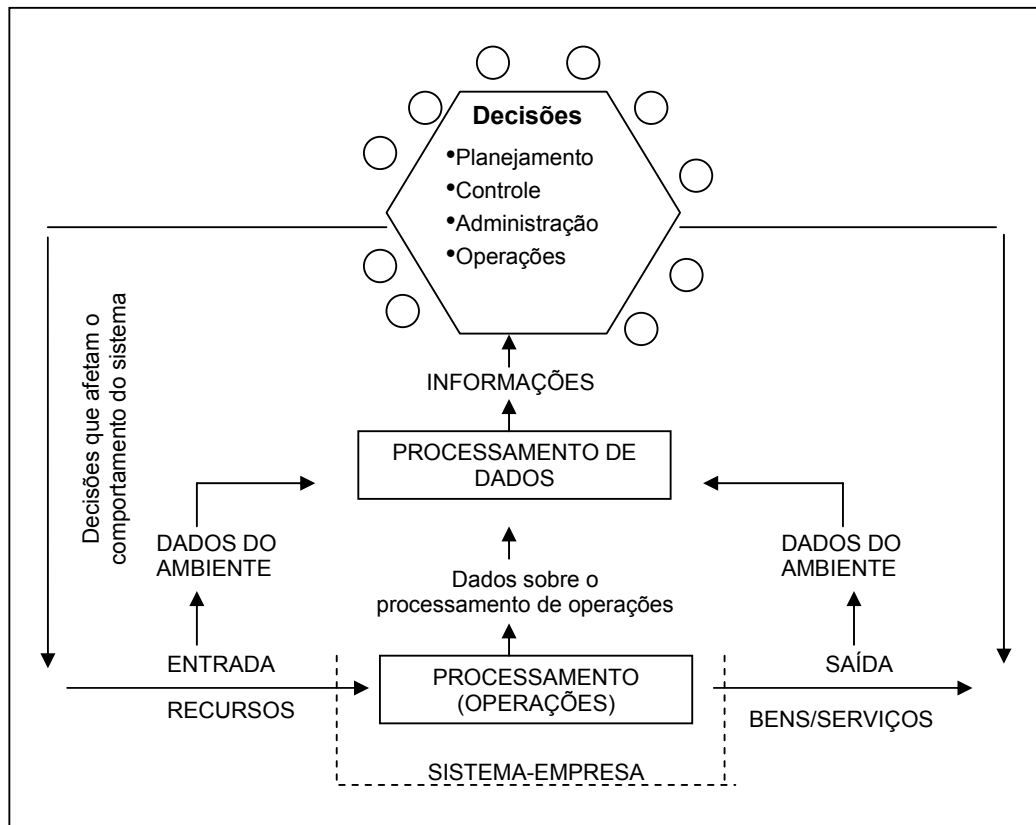 Decisões
•Planejamento
•Controle
•Administração
•Operações
Decisões que afetam o
comportamento do sistema
INFORMAÇÕES
PROCESSAMENTO DE
DADOS
DADOS DO
AMBIENTE
DADOS DO
AMBIENTE
Dados sobre o
processamento de operações
ENTRADA
RECURSOS
PROCESSAMENTO
(OPERAÇÕES)
SAÍDA
BENS/SERVIÇOS
SISTEMA-EMPRESA